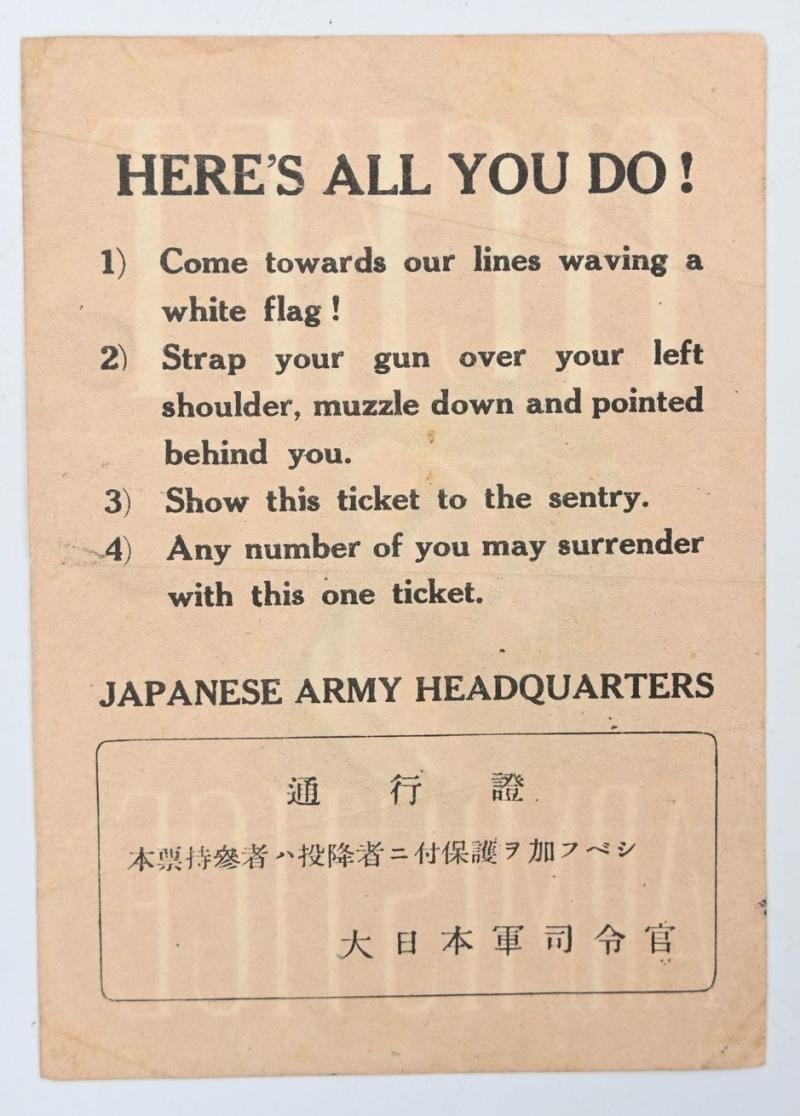 HERE'S ALL YOU DO!
1) Come towards our lines waving a
white flag!
2) Strap your gun over your left
shoulder, muzzle down and pointed
behind you.
3) Show this ticket to the sentry.
4) Any number of you may surrender
with this one ticket.
JAPANESE ARMY HEADQUARTERS
通行證
本票持參者ハ投降者ニ付保護ヲ加フベシ
大日本軍司令官